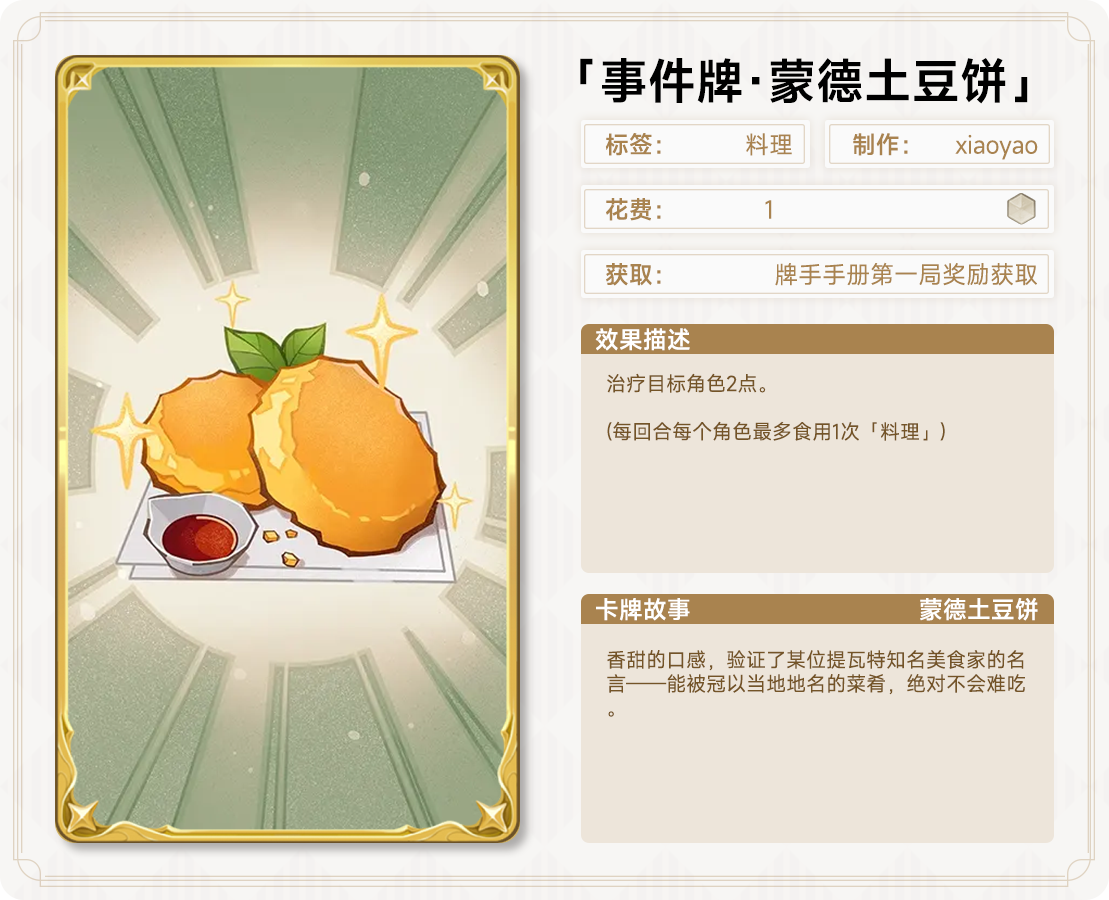 「事件牌·蒙德土豆饼」
标签： 料理 制作： xiaoyao
花费： 1
获取： 牌手手册第一局奖励获取
效果描述
治疗目标角色2点。
(每回合每个角色最多食用1次「料理」)
卡牌故事 蒙德土豆饼
香甜的口感，验证了某位提瓦特知名美食家的名
言——能被冠以当地地名的菜肴，绝对不会难吃
。